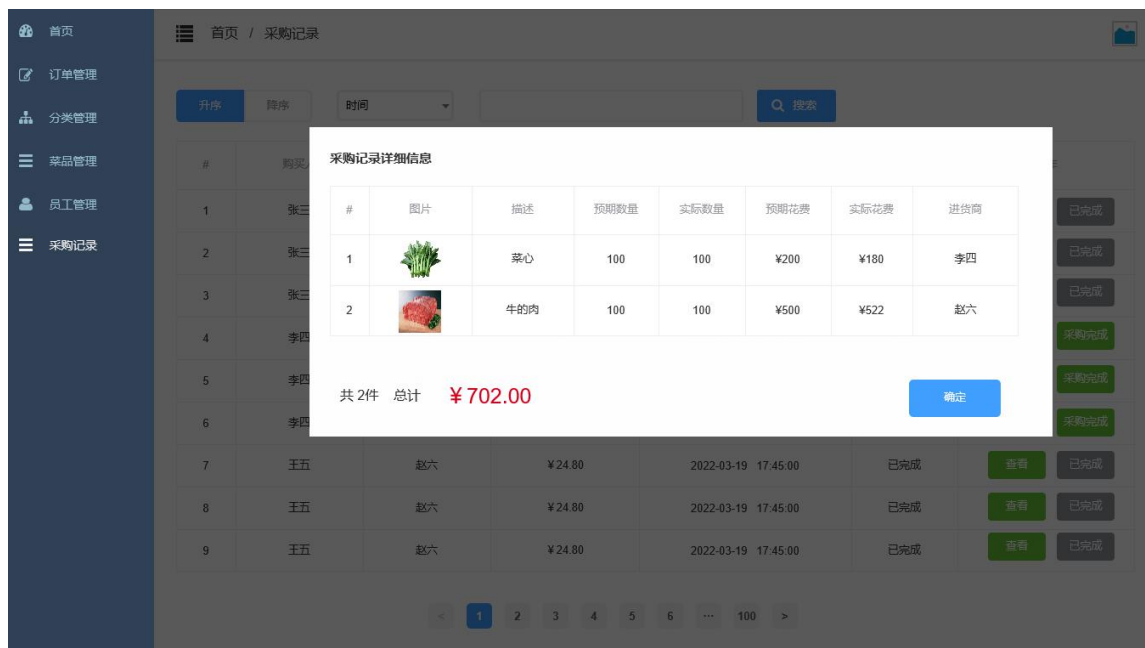 首页
订单管理
分类管理
菜品管理
员工管理
采购记录
首页 / 采购记录
升序 降序 时间 搜索
# 购买
1 张三 已完成
2 张三 已完成
3 张三 已完成
4 李四 采购完成
5 李四 采购完成
6 李四 采购完成
采购记录详细信息
# 图片 描述 预期数量 实际数量 预期花费 实际花费 进货商
1 菜心 100 100 ¥200 ¥180 李四
2 牛的肉 100 100 ¥500 ¥522 赵六
共 2件 总计 ¥702.00
确定
7 王五 赵六 ¥24.80 2022-03-19 17:45:00 已完成 查看 已完成
8 王五 赵六 ¥24.80 2022-03-19 17:45:00 已完成 查看 已完成
9 王五 赵六 ¥24.80 2022-03-19 17:45:00 已完成 查看 已完成
< 1 2 3 4 5 6 ··· 100 >